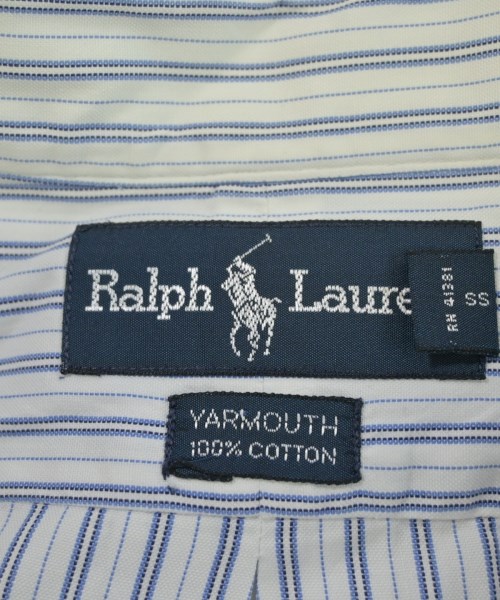 Ralph Laure
RN 41381
SS
YARMOUTH
100% COTTON